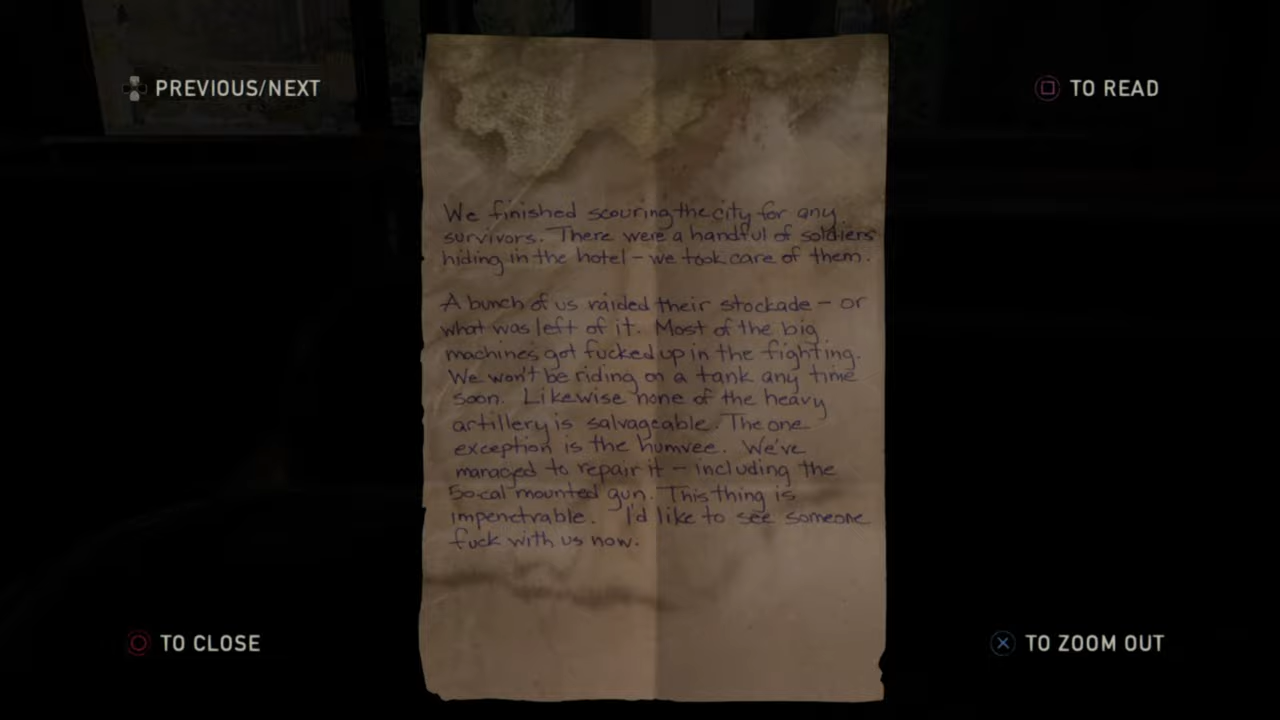 PREVIOUS/NEXT
TO READ
We finished scouring the city for any
survivors. There were a handful of soldiers
hiding in the hotel - we took care of them.
A bunch of us raided their stockade - or
what was left of it. Most of the big
machines got fucked up in the fighting.
We won't be riding on a tank any time
soon. Likewise none of the heavy
artillery is salvageable. The one
exception is the humvee. We've
managed to repair it - including the
50-cal mounted gun. This thing is
impenetrable. I'd like to see someone
fuck with us now.
TO CLOSE
TO ZOOM OUT